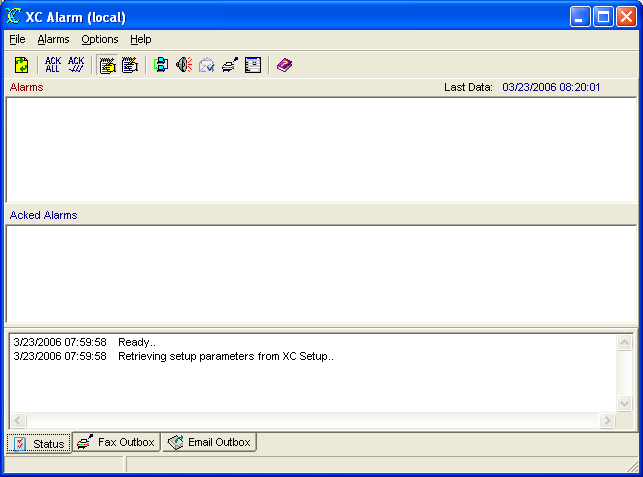 XC Alarm (local)
File Alarms Options Help
ACK ALL ACK
Alarms Last Data: 03/23/2006 08:20:01
Acked Alarms
3/23/2006 07:59:58 Ready..
3/23/2006 07:59:58 Retrieving setup parameters from XC Setup..
Status Fax Outbox Email Outbox